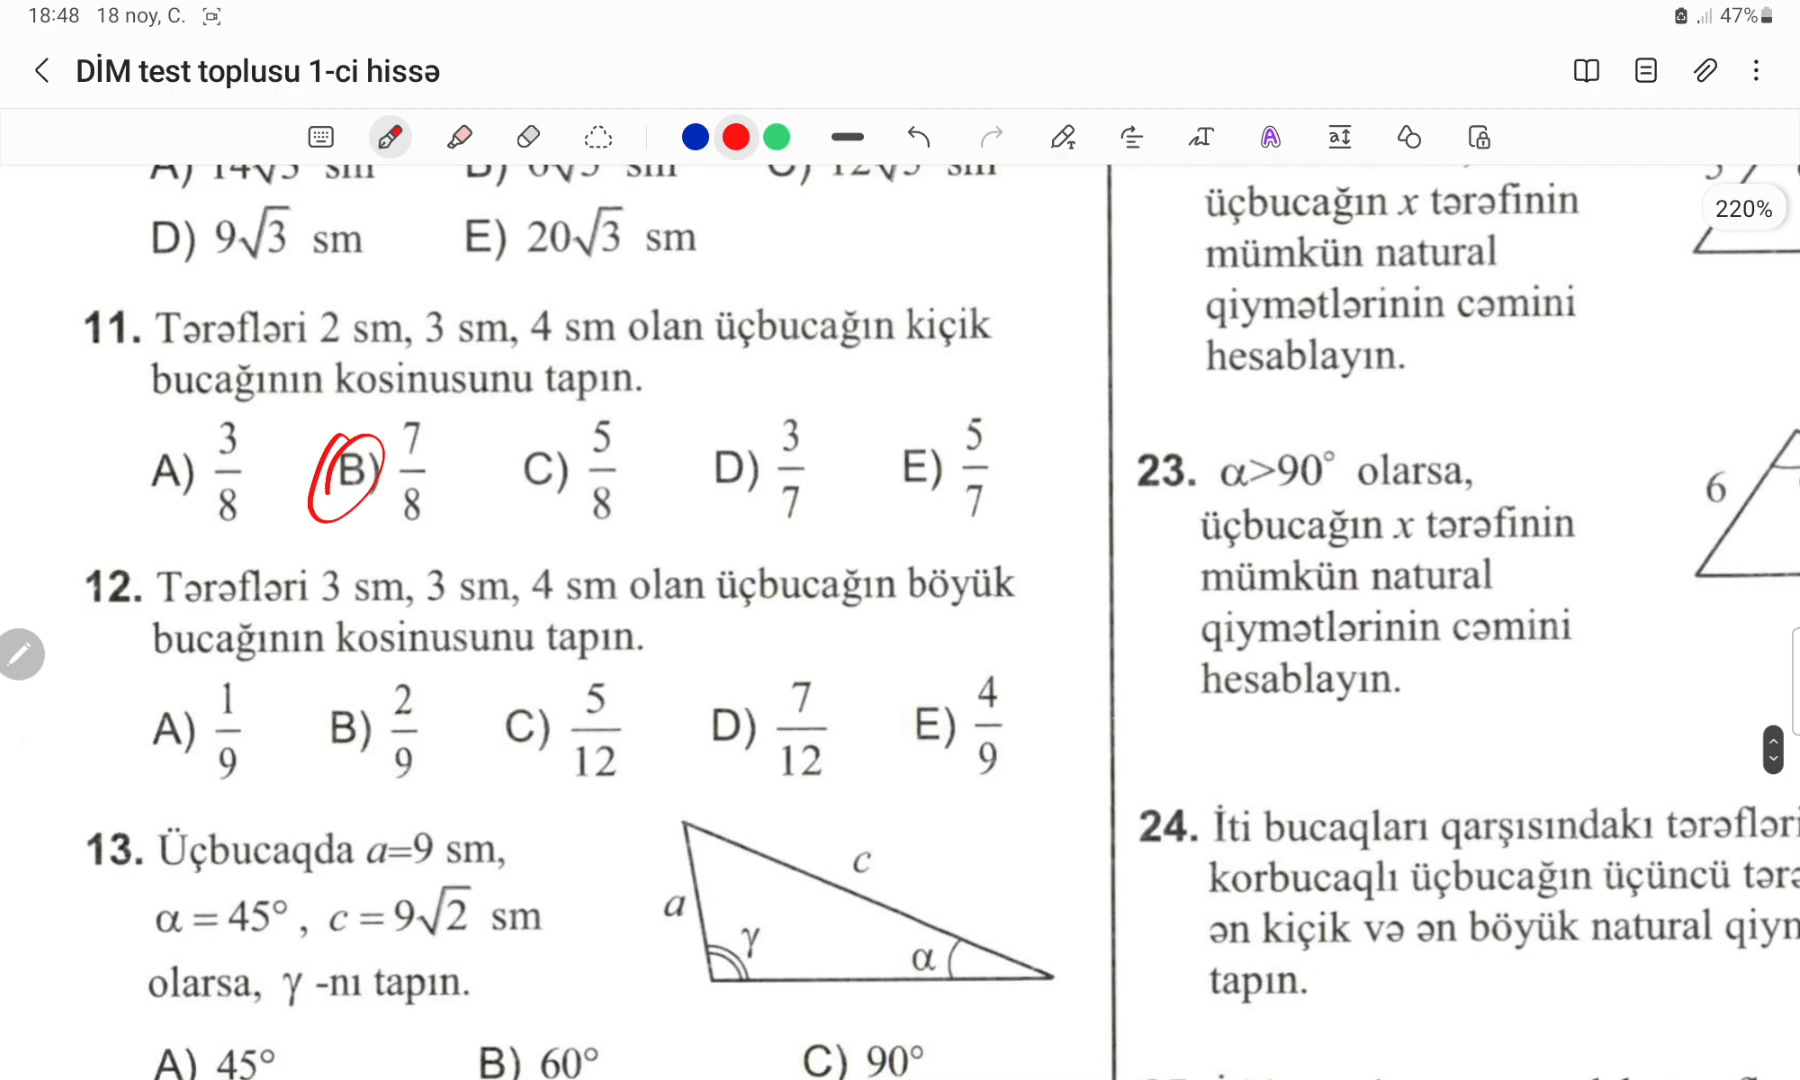 18:48 18 noy, C. 47%
DİM test toplusu 1-ci hissə
D) 9√3 sm E) 20√3 sm
11. Tərəfləri 2 sm, 3 sm, 4 sm olan üçbucağın kiçik
bucağının kosinusunu tapın.
A) 3/8 B) 7/8 C) 5/8 D) 3/7 E) 5/7
12. Tərəfləri 3 sm, 3 sm, 4 sm olan üçbucağın böyük
bucağının kosinusunu tapın.
A) 1/9 B) 2/9 C) 5/12 D) 7/12 E) 4/9
13. Üçbucaqda a=9 sm,
α = 45°, c = 9√2 sm
olarsa, γ -nı tapın.
a c γ α
A) 45° B) 60° C) 90°
üçbucağın x tərəfinin
220%
mümkün natural
qiymətlərinin cəmini
hesablayın.
23. α>90° olarsa,
6
üçbucağın x tərəfinin
mümkün natural
qiymətlərinin cəmini
hesablayın.
24. İti bucaqları qarşısındakı tərəfləri
korbucaqlı üçbucağın üçüncü tərə
ən kiçik və ən böyük natural qiym
tapın.